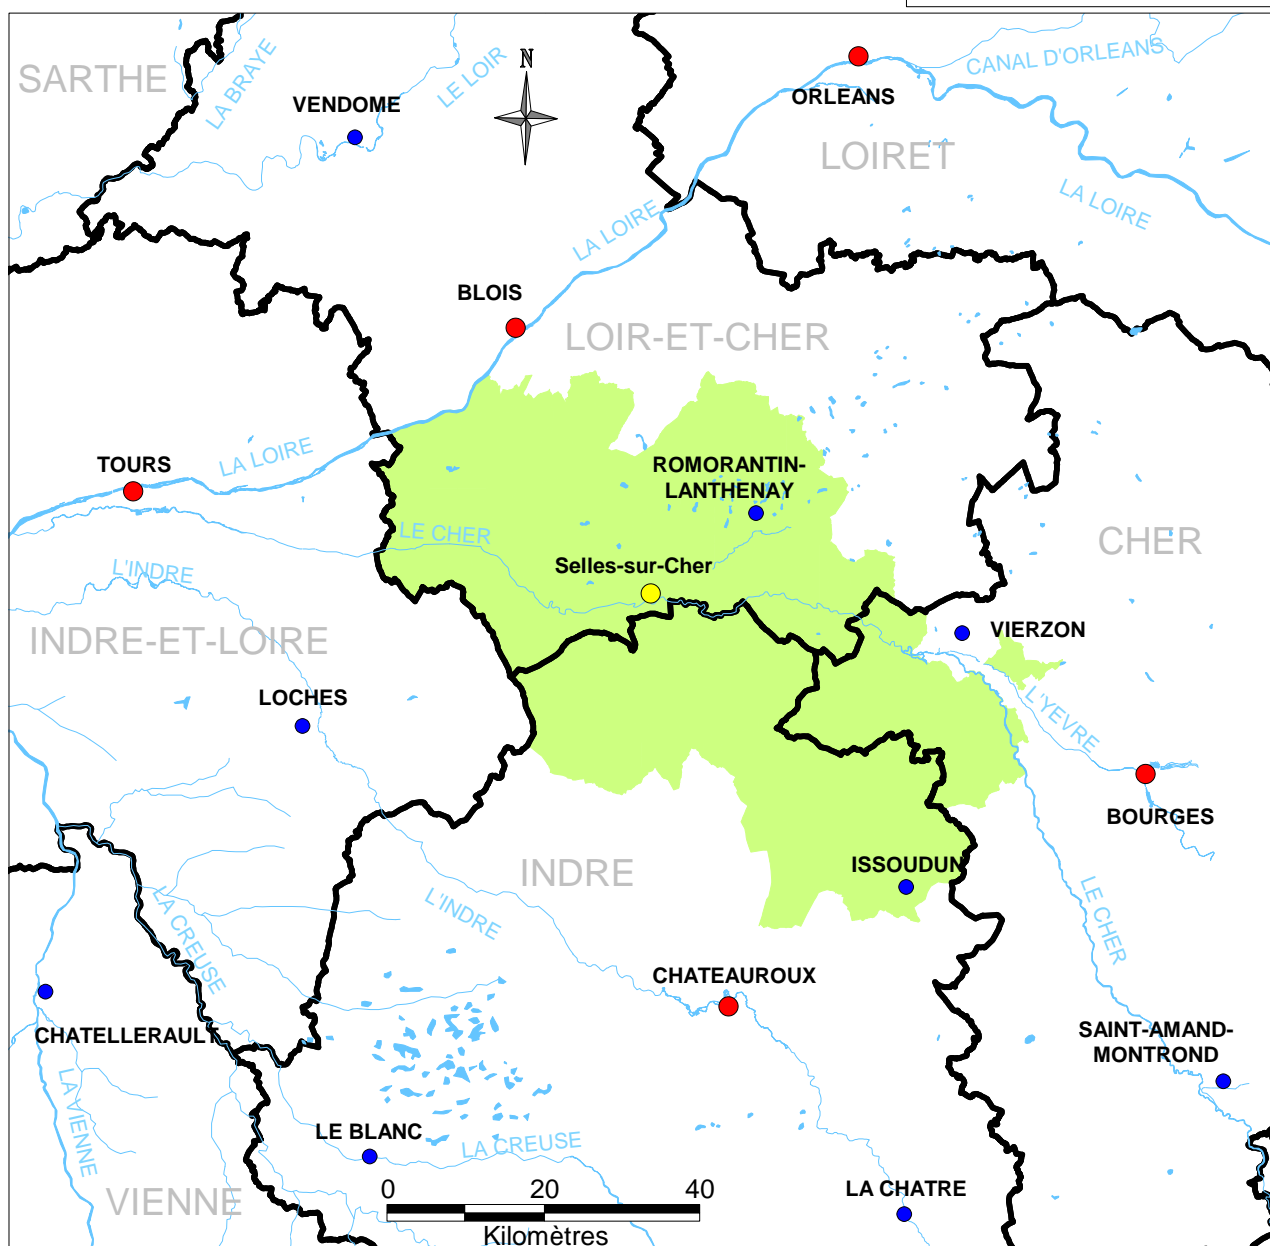 N
SARTHE
LA BRAYE
LE LOIR
VENDOME
ORLEANS
CANAL D'ORLEANS
LOIRET
LA LOIRE
LA LOIRE
BLOIS
LOIR-ET-CHER
TOURS
LA LOIRE
ROMORANTIN-
LANTHENAY
LE CHER
CHER
L'INDRE
Selles-sur-Cher
INDRE-ET-LOIRE
VIERZON
LOCHES
L'YEVRE
BOURGES
INDRE
ISSOUDUN
LA CREUSE
L'INDRE
LE CHER
CHATEAUROUX
CHATELLERAULT
SAINT-AMAND-
MONTROND
LA VIENNE
LE BLANC
LA CREUSE
VIENNE
LA CHATRE
0 20 40
Kilomètres